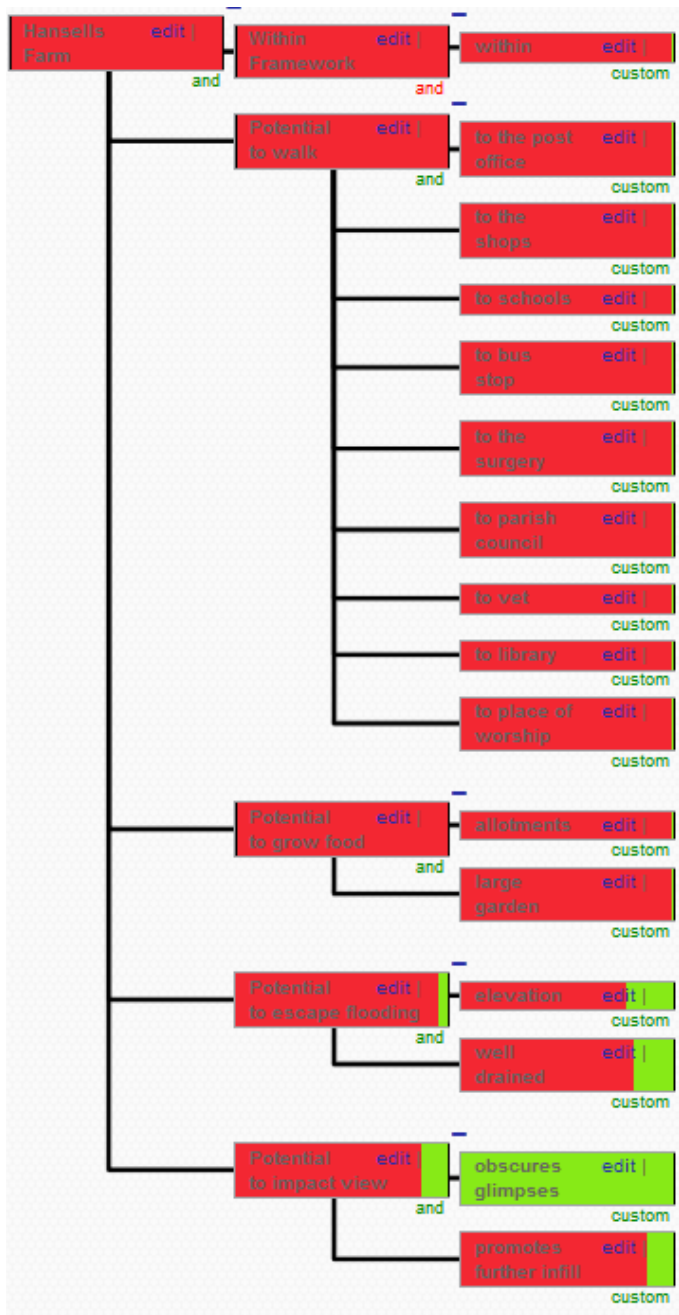 Hansells edit |
Farm
and
Within edit |
Framework
and
within edit |
custom
Potential edit |
to walk
and
to the post edit |
office
custom
to the edit |
shops
custom
to schools edit |
custom
to bus edit |
stop
custom
to the edit |
surgery
custom
to parish edit |
council
custom
to vet edit |
custom
to library edit |
custom
to place of edit |
worship
custom
Potential edit |
to grow food
and
allotments edit |
custom
large edit |
garden
custom
Potential edit |
to escape flooding
and
elevation edit |
custom
well edit |
drained
custom
Potential edit |
to impact view
and
obscures edit |
glimpses
custom
promotes edit |
further infill
custom